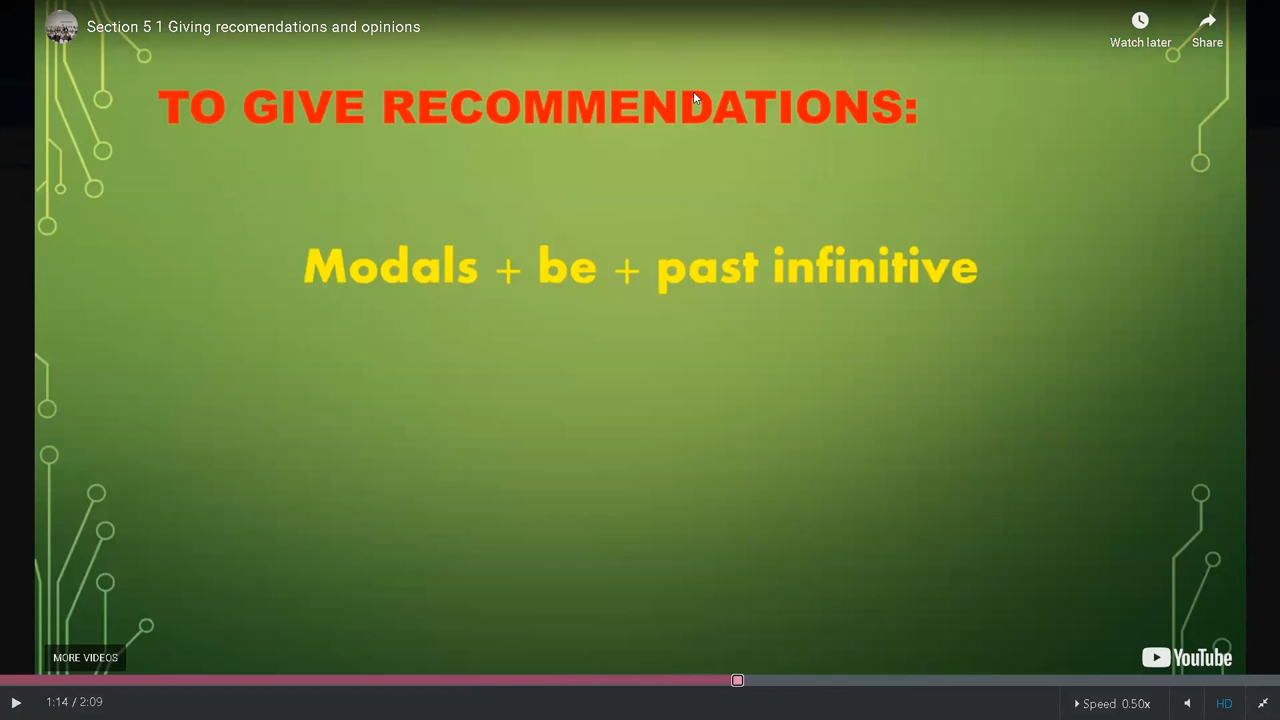 Section 5 1 Giving recomendations and opinions
Watch later
Share
TO GIVE RECOMMENDATIONS:
Modals + be + past infinitive
MORE VIDEOS
YouTube
1:14 / 2:09
Speed 0.50x
HD